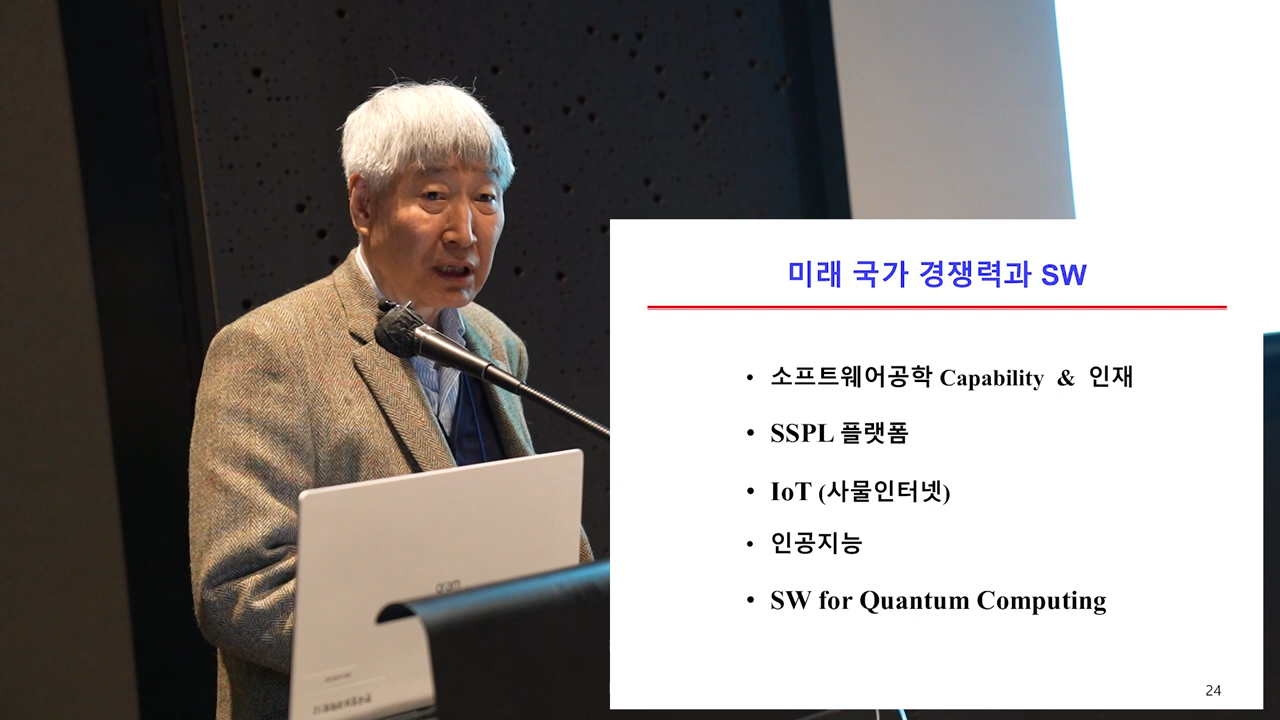 미래 국가 경쟁력과 SW
• 소프트웨어공학 Capability & 인재
• SSPL 플랫폼
• IoT (사물인터넷)
• 인공지능
• SW for Quantum Computing
24
gram